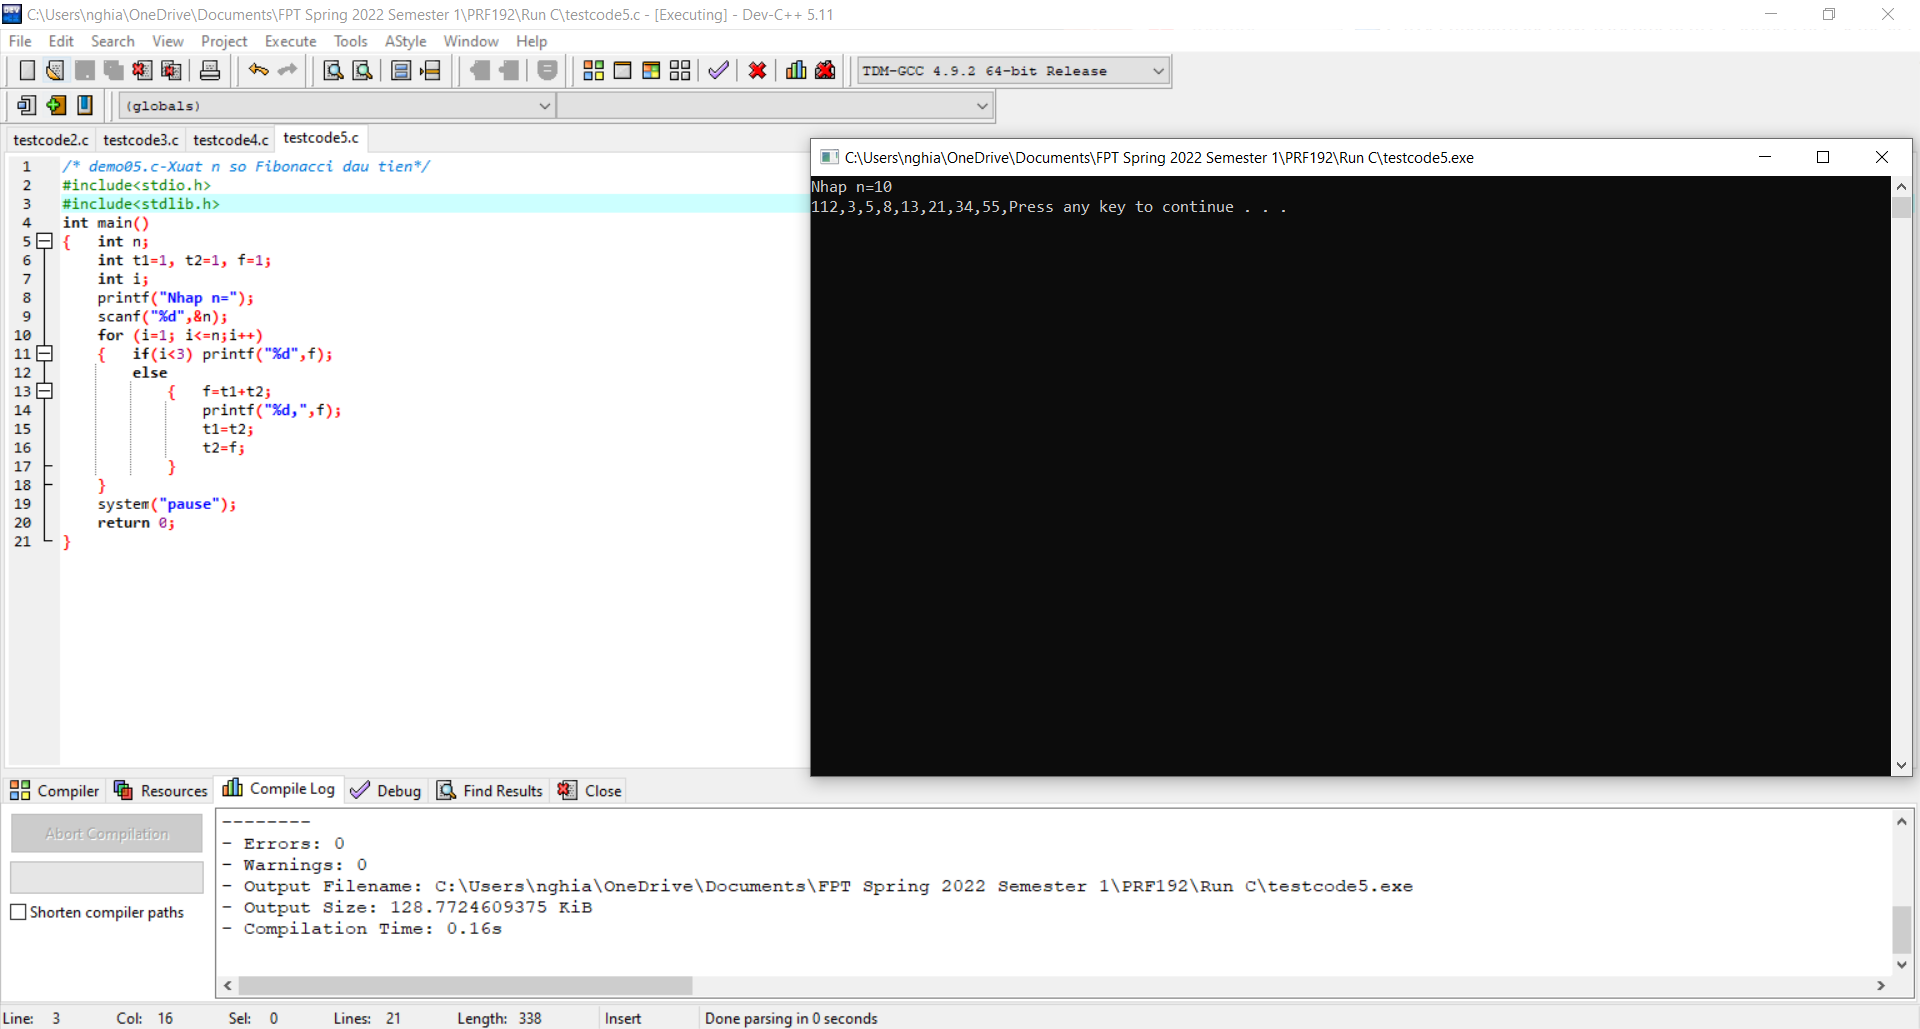 C:\Users\nghia\OneDrive\Documents\FPT Spring 2022 Semester 1\PRF192\Run C\testcode5.c - [Executing] - Dev-C++ 5.11
File Edit Search View Project Execute Tools AStyle Window Help
TDM-GCC 4.9.2 64-bit Release
(globals)
testcode2.c testcode3.c testcode4.c testcode5.c
1 /* demo05.c-Xuat n so Fibonacci dau tien*/
2 #include<stdio.h>
3 #include<stdlib.h>
4 int main()
5 { int n;
6 int t1=1, t2=1, f=1;
7 int i;
8 printf("Nhap n=");
9 scanf("%d",&n);
10 for (i=1; i<=n;i++)
11 { if(i<3) printf("%d",f);
12 else
13 { f=t1+t2;
14 printf("%d,",f);
15 t1=t2;
16 t2=f;
17 }
18 }
19 system("pause");
20 return 0;
21 }
C:\Users\nghia\OneDrive\Documents\FPT Spring 2022 Semester 1\PRF192\Run C\testcode5.exe
Nhap n=10
112,3,5,8,13,21,34,55,Press any key to continue . . .
Compiler Resources Compile Log Debug Find Results Close
Abort Compilation
Shorten compiler paths
--------
- Errors: 0
- Warnings: 0
- Output Filename: C:\Users\nghia\OneDrive\Documents\FPT Spring 2022 Semester 1\PRF192\Run C\testcode5.exe
- Output Size: 128.7724609375 KiB
- Compilation Time: 0.16s
Line: 3 Col: 16 Sel: 0 Lines: 21 Length: 338 Insert Done parsing in 0 seconds